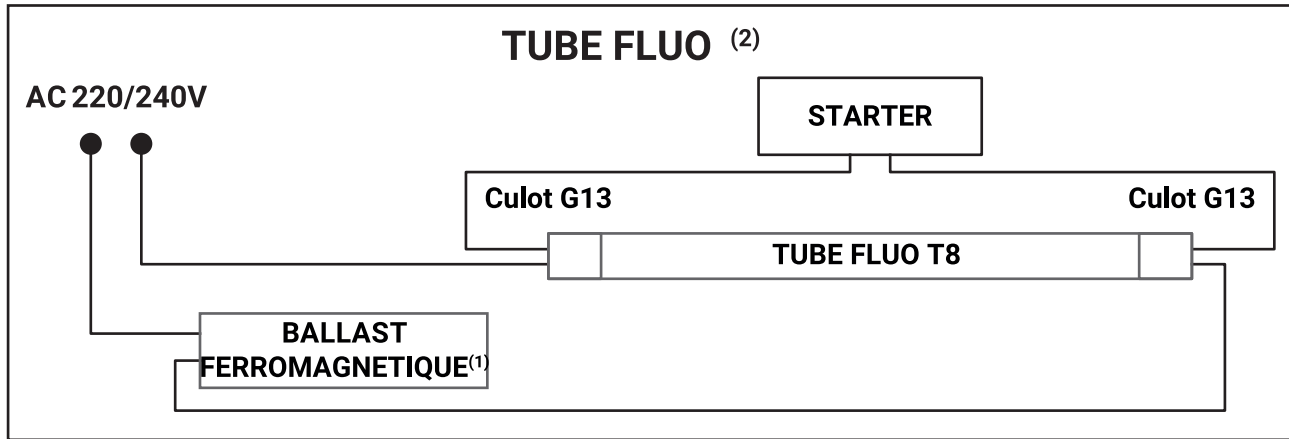 TUBE FLUO (2)
AC 220/240V
STARTER
Culot G13
Culot G13
TUBE FLUO T8
BALLAST
FERROMAGNETIQUE(1)